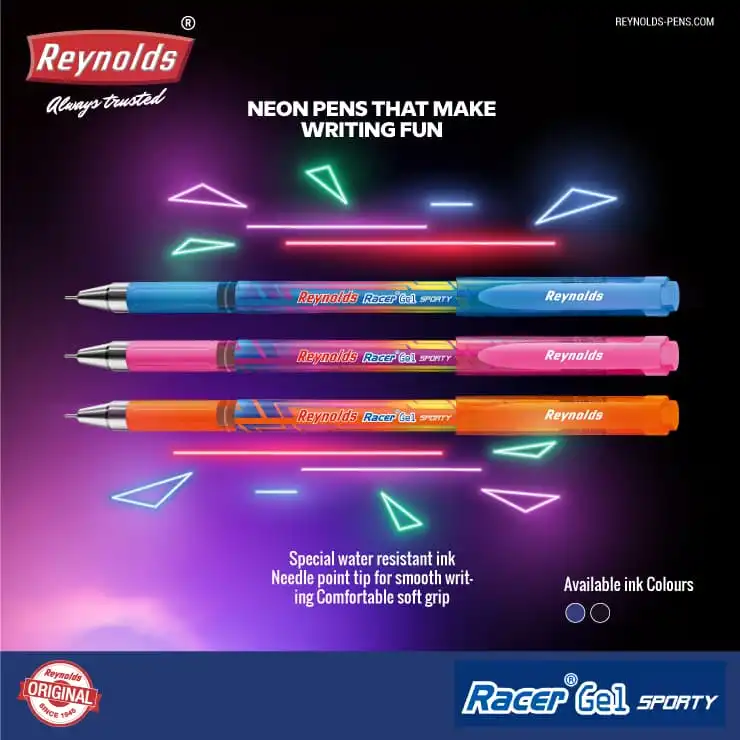 Reynolds®
Always trusted
REYNOLDS-PENS.COM
NEON PENS THAT MAKE
WRITING FUN
Reynolds Racer® Gel SPORTY Reynolds
Reynolds Racer® Gel SPORTY Reynolds
Reynolds Racer® Gel SPORTY Reynolds
Special water resistant ink
Needle point tip for smooth writ-
ing Comfortable soft grip
Available ink Colours
Reynolds
ORIGINAL
SINCE 1945
Racer® Gel SPORTY